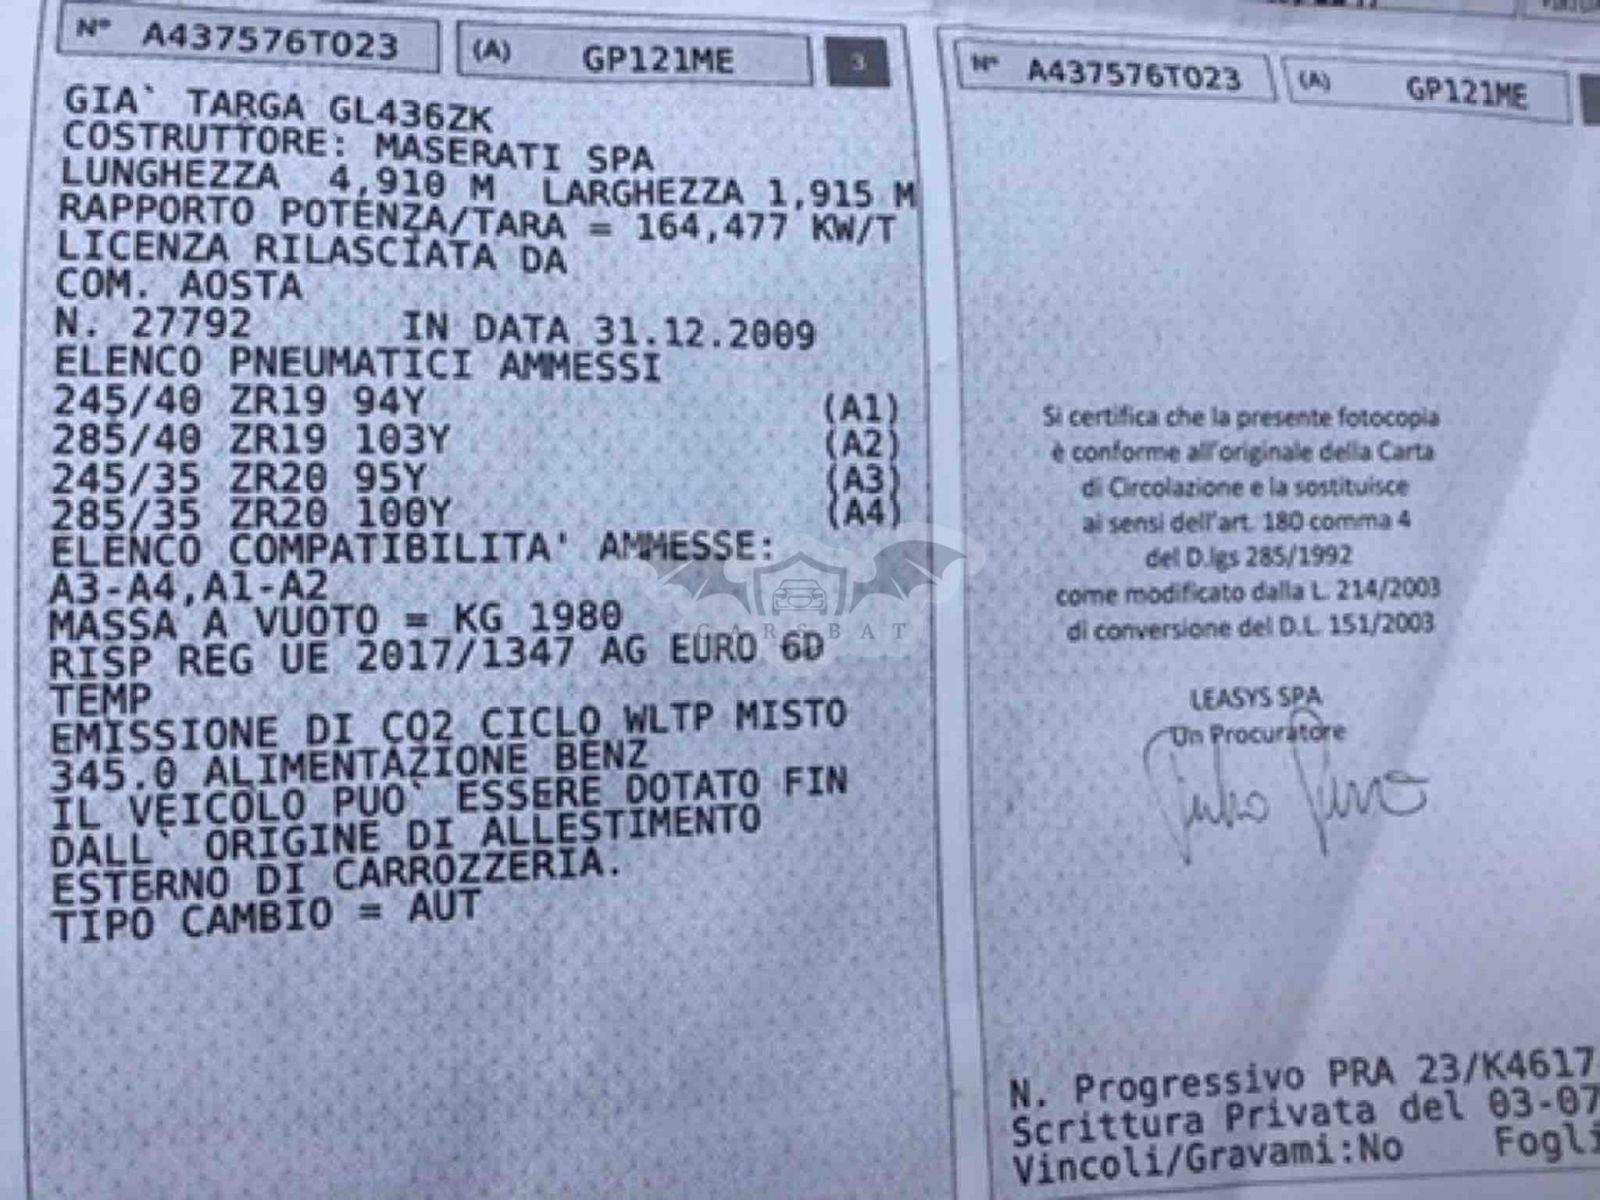 Nº A437576T023 (A) GP121ME 3
GIA` TARGA GL436ZK
COSTRUTTORE: MASERATI SPA
LUNGHEZZA 4,910 M LARGHEZZA 1,915 M
RAPPORTO POTENZA/TARA = 164,477 KW/T
LICENZA RILASCIATA DA
COM. AOSTA
N. 27792 IN DATA 31.12.2009
ELENCO PNEUMATICI AMMESSI
245/40 ZR19 94Y (A1)
285/40 ZR19 103Y (A2)
245/35 ZR20 95Y (A3)
285/35 ZR20 100Y (A4)
ELENCO COMPATIBILITA' AMMESSE:
A3-A4,A1-A2
MASSA A VUOTO = KG 1980
RISP REG UE 2017/1347 AG EURO 6D
TEMP
EMISSIONE DI CO2 CICLO WLTP MISTO
345.0 ALIMENTAZIONE BENZ
IL VEICOLO PUO` ESSERE DOTATO FIN
DALL` ORIGINE DI ALLESTIMENTO
ESTERNO DI CARROZZERIA.
TIPO CAMBIO = AUT
CARSBAT
Nº A437576T023 (A) GP121ME
Si certifica che la presente fotocopia
è conforme all'originale della Carta
di Circolazione e la sostituisce
ai sensi dell'art. 180 comma 4
del D.lgs 285/1992
come modificato dalla L. 214/2003
di conversione del D.L. 151/2003
LEASYS SPA
Un Procuratore
N. Progressivo PRA 23/K4617
Scrittura Privata del 03-07
Vincoli/Gravami:No Fogli